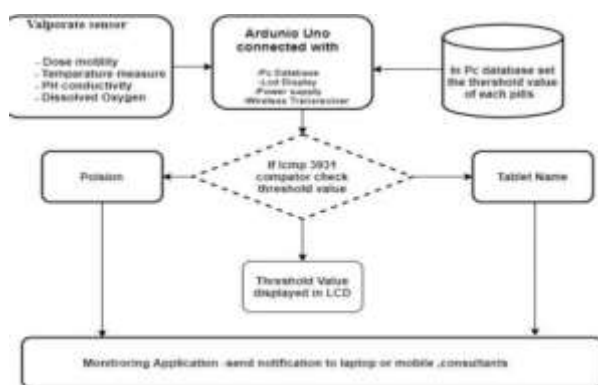 Valporate sensor
- Dose mobility
- Temperature measure
- PH conductivity
- Dissolved Oxygen
Ardunio Uno
connected with
-Pc Database
-Lcd Display
-Power supply
-Wireless Transreciner
In Pc database set
the thershold value
of each pills
If lcmp 3931
compator check
threshold value
Poision
Tablet Name
Threshold Value
displayed in LCD
Monitroring Application -send notification to laptop or mobile ,consultants